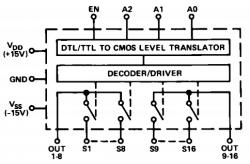 EN A2 A1 A0
DTL/TTL TO CMOS LEVEL TRANSLATOR
VDD
(+15V)
DECODER/DRIVER
GND
VSS
(-15V)
OUT S1 S8 S9 S16 OUT
1-8 9-16